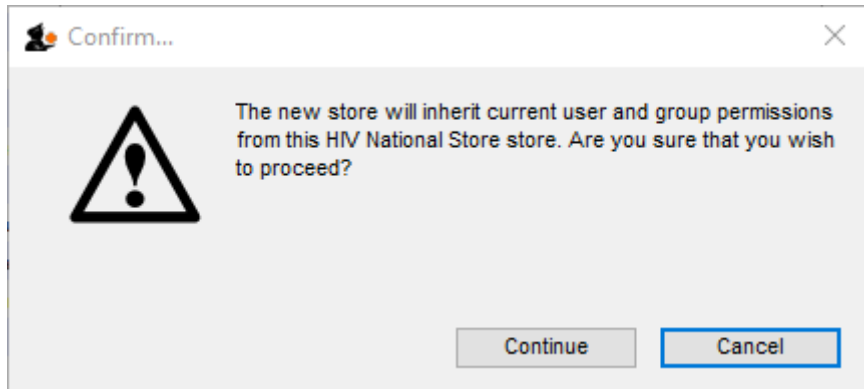 Confirm...
The new store will inherit current user and group permissions
from this HIV National Store store. Are you sure that you wish
to proceed?
Continue
Cancel